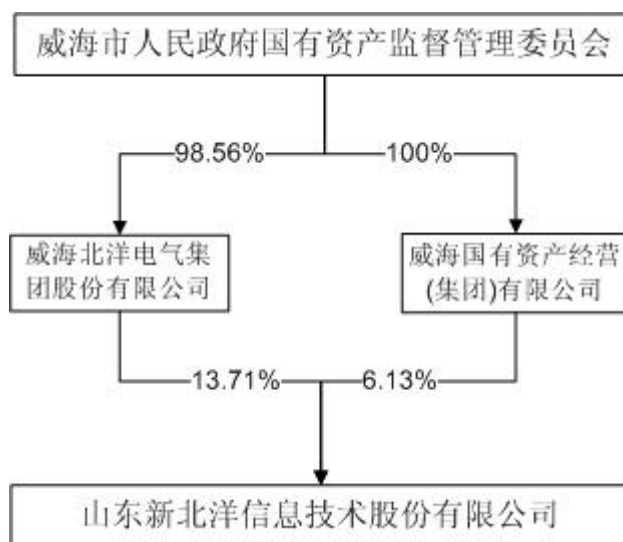 威海市人民政府国有资产监督管理委员会
98.56%
100%
威海北洋电气集
团股份有限公司
威海国有资产经营
(集团)有限公司
13.71%
6.13%
山东新北洋信息技术股份有限公司